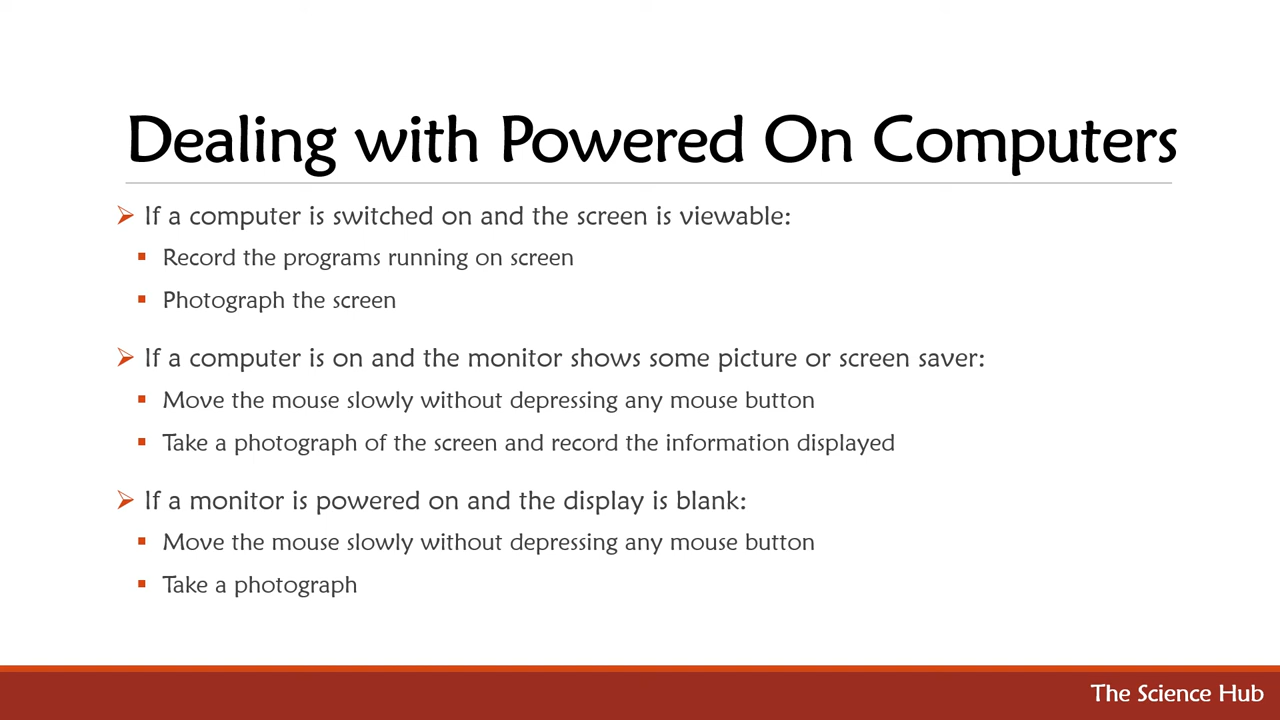 Dealing with Powered On Computers
If a computer is switched on and the screen is viewable:
Record the programs running on screen
Photograph the screen
If a computer is on and the monitor shows some picture or screen saver:
Move the mouse slowly without depressing any mouse button
Take a photograph of the screen and record the information displayed
If a monitor is powered on and the display is blank:
Move the mouse slowly without depressing any mouse button
Take a photograph
The Science Hub